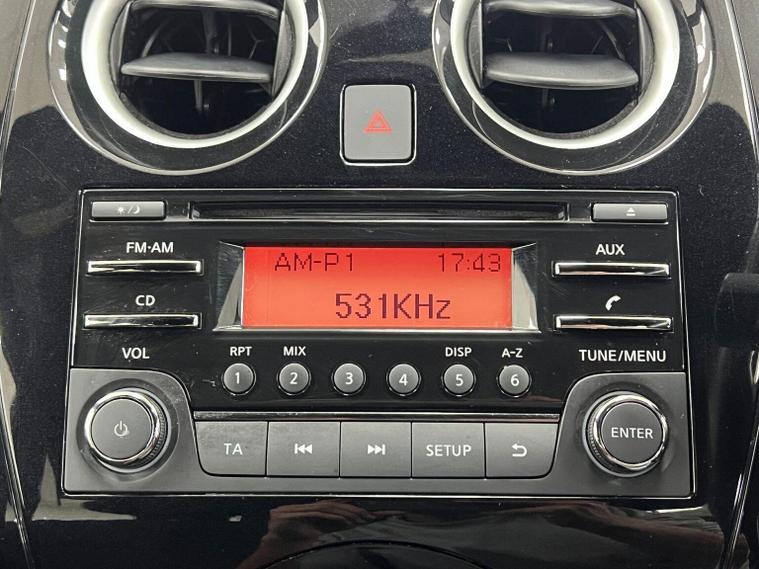 FM·AM
CD
VOL
AM-P1 17:43
531KHz
AUX
RPT MIX DISP A-Z
1 2 3 4 5 6
TUNE/MENU
TA SETUP
ENTER